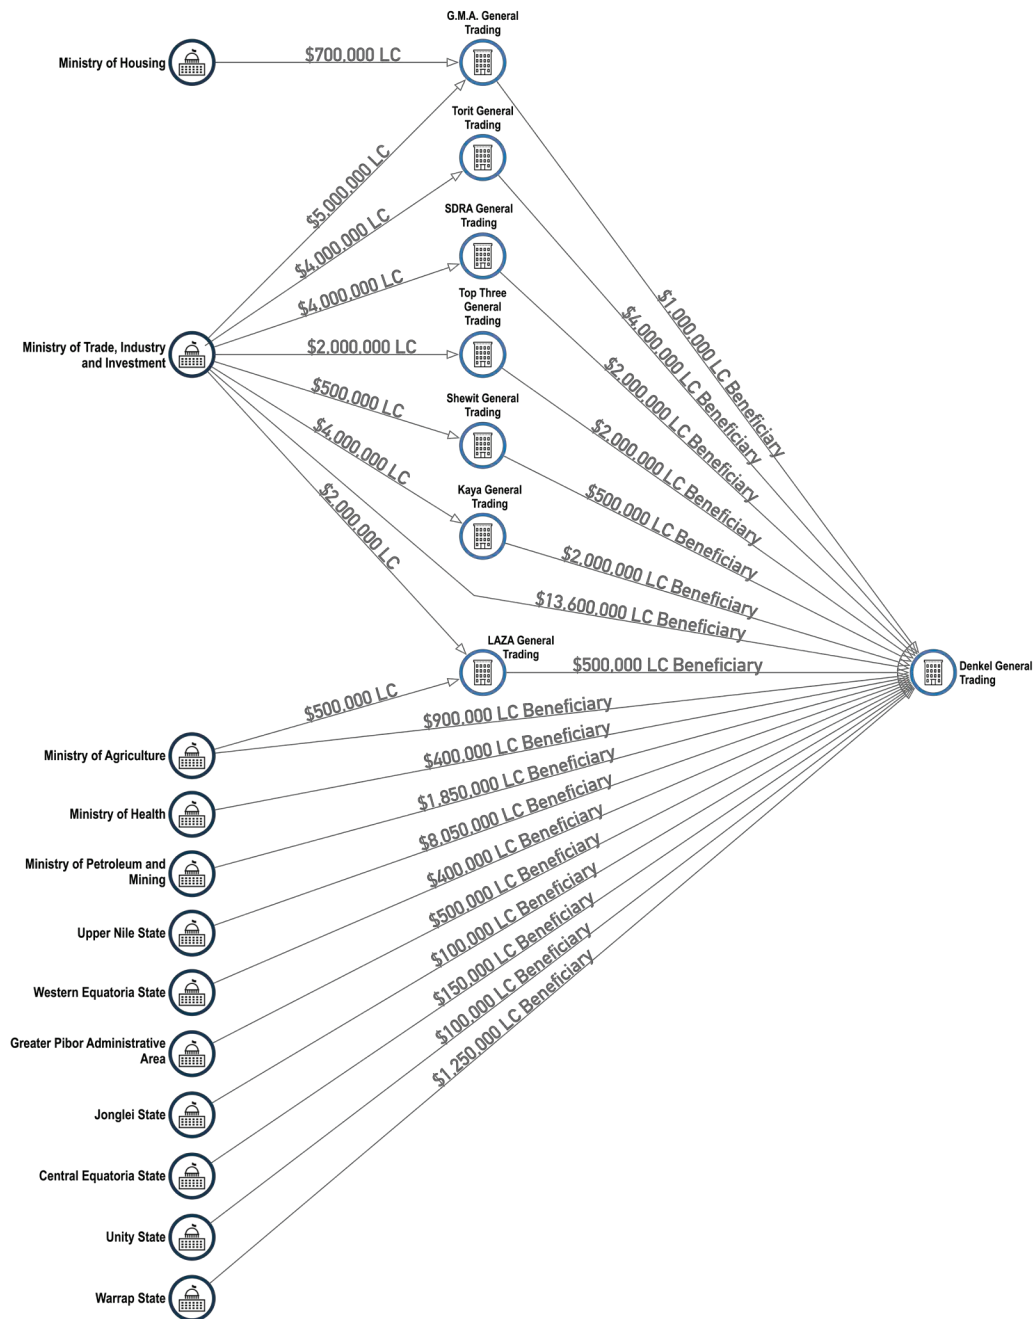 G.M.A. General
Trading
Ministry of Housing
$700,000 LC
Torit General
Trading
$5,000,000 LC
SDRA General
Trading
$4,000,000 LC
$4,000,000 LC
Top Three
General
Trading
Ministry of Trade, Industry
and Investment
$2,000,000 LC
$500,000 LC
Shewit General
Trading
$4,000,000 LC
Kaya General
Trading
$2,000,000 LC
$1,000,000 LC Beneficiary
$4,000,000 LC Beneficiary
$2,000,000 LC Beneficiary
$2,000,000 LC Beneficiary
$500,000 LC Beneficiary
$2,000,000 LC Beneficiary
$13,600,000 LC Beneficiary
LAZA General
Trading
$500,000 LC Beneficiary
Denkel General
Trading
$500,000 LC
$900,000 LC Beneficiary
Ministry of Agriculture
$400,000 LC Beneficiary
Ministry of Health
$1,850,000 LC Beneficiary
Ministry of Petroleum and
Mining
$8,050,000 LC Beneficiary
Upper Nile State
$400,000 LC Beneficiary
Western Equatoria State
$500,000 LC Beneficiary
Greater Pibor Administrative
Area
$100,000 LC Beneficiary
Jonglei State
$150,000 LC Beneficiary
Central Equatoria State
$100,000 LC Beneficiary
Unity State
$1,250,000 LC Beneficiary
Warrap State